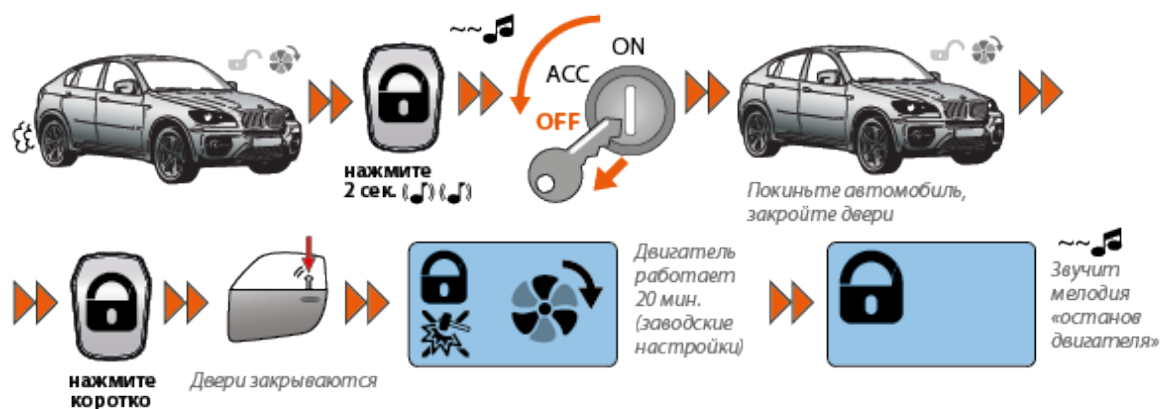 ON
ACC
OFF
нажмите
2 сек.
Покиньте автомобиль,
закройте двери
нажмите
коротко
Двери закрываются
Двигатель
работает
20 мин.
(заводские
настройки)
Звучит
мелодия
«останов
двигателя»